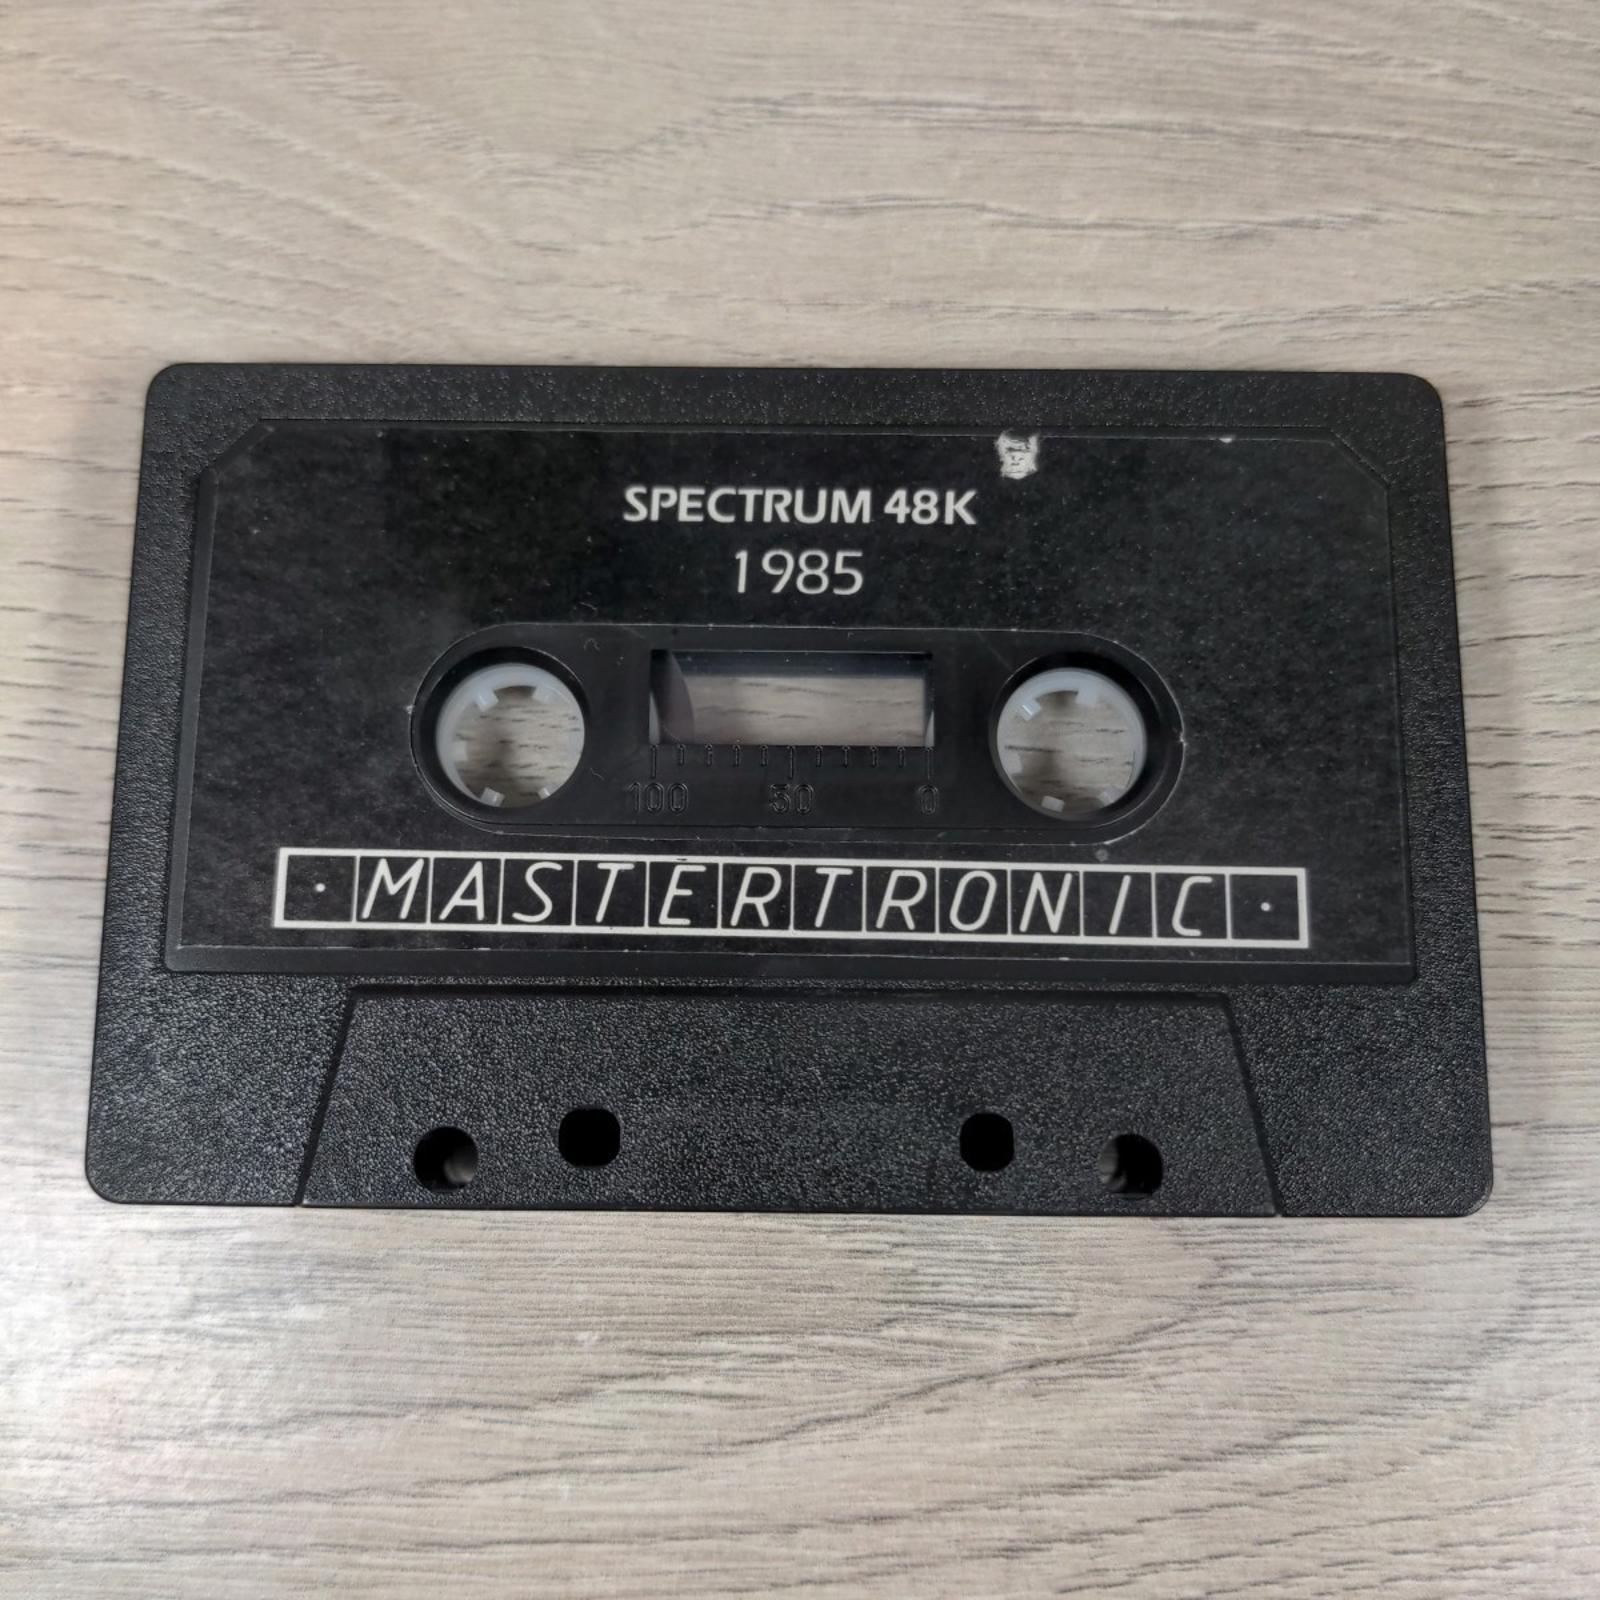 SPECTRUM 48K
1985
100 50 0
· MASTERTRONIC ·